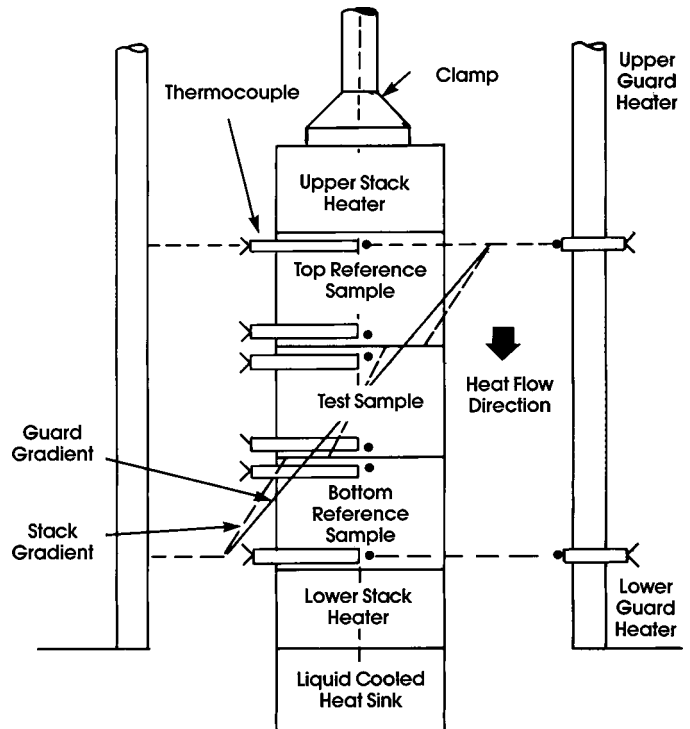 Clamp
Upper
Guard
Heater
Thermocouple
Upper Stack
Heater
Top Reference
Sample
Heat Flow
Direction
Test Sample
Guard
Gradient
Stack
Gradient
Bottom
Reference
Sample
Lower Stack
Heater
Lower
Guard
Heater
Liquid Cooled
Heat Sink